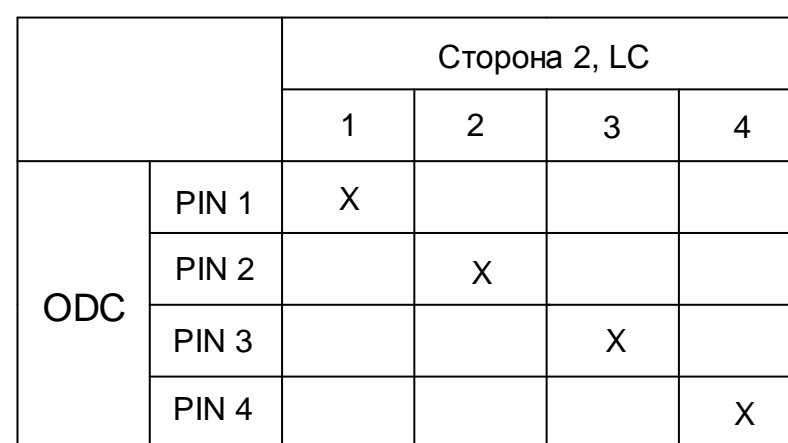 Сторона 2, LC
1 2 3 4
PIN 1 X
PIN 2 X
ODC
PIN 3 X
PIN 4 X